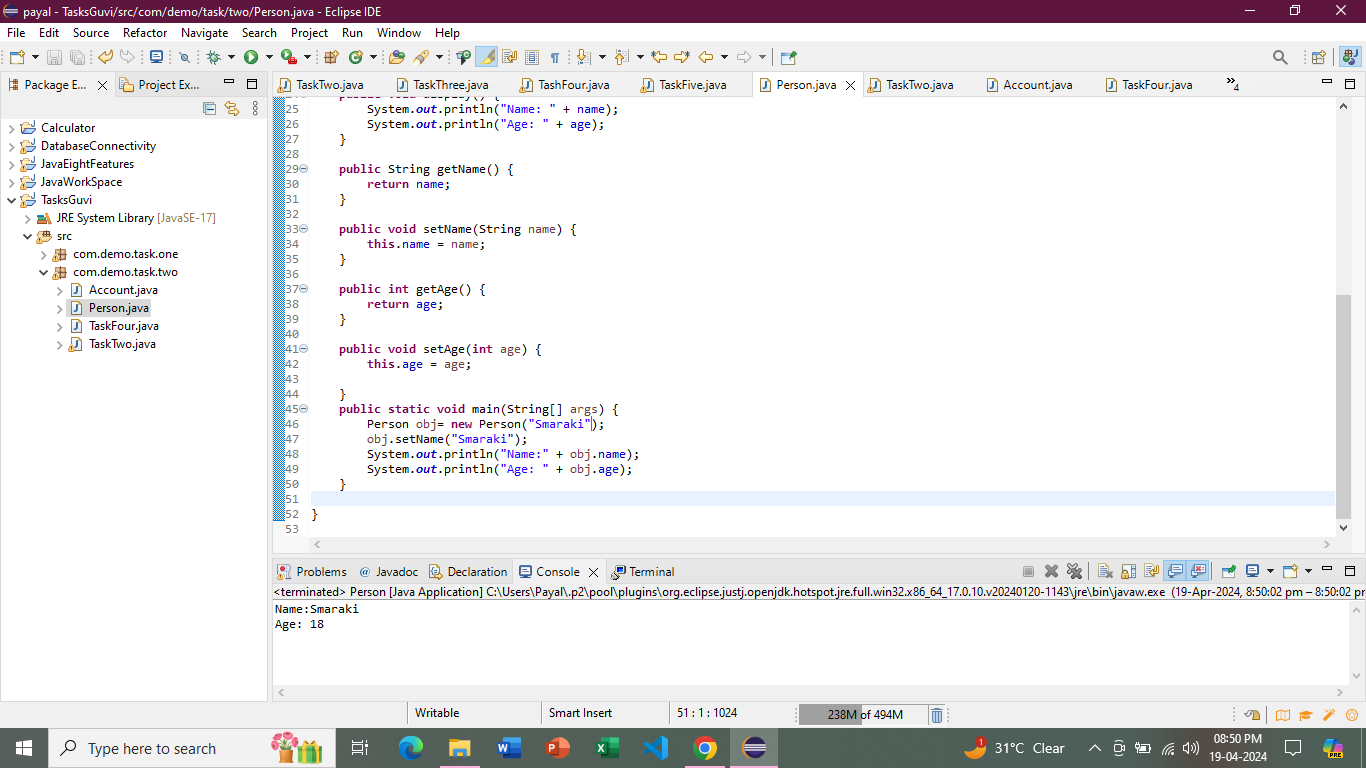 payal - TasksGuvi/src/com/demo/task/two/Person.java - Eclipse IDE
File Edit Source Refactor Navigate Search Project Run Window Help
Package E... Project Ex...
TaskTwo.java TaskThree.java TashFour.java TaskFive.java Person.java TaskTwo.java Account.java TaskFour.java »4
Calculator
DatabaseConnectivity
JavaEightFeatures
JavaWorkSpace
TasksGuvi
JRE System Library [JavaSE-17]
src
com.demo.task.one
com.demo.task.two
Account.java
Person.java
TaskFour.java
TaskTwo.java
25 System.out.println("Name: " + name);
26 System.out.println("Age: " + age);
27 }
28
29 public String getName() {
30 return name;
31 }
32
33 public void setName(String name) {
34 this.name = name;
35 }
36
37 public int getAge() {
38 return age;
39 }
40
41 public void setAge(int age) {
42 this.age = age;
43
44 }
45 public static void main(String[] args) {
46 Person obj= new Person("Smaraki");
47 obj.setName("Smaraki");
48 System.out.println("Name:" + obj.name);
49 System.out.println("Age: " + obj.age);
50 }
51
52 }
53
Problems Javadoc Declaration Console Terminal
<terminated> Person [Java Application] C:\Users\Payal\.p2\pool\plugins\org.eclipse.justj.openjdk.hotspot.jre.full.win32.x86_64_17.0.10.v20240120-1143\jre\bin\javaw.exe (19-Apr-2024, 8:50:02 pm – 8:50:02 pr
Name:Smaraki
Age: 18
Writable Smart Insert 51 : 1 : 1024 238M of 494M
Type here to search 1 31°C Clear 08:50 PM
19-04-2024
PRE